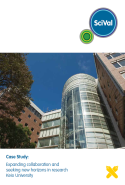 SciVal
Case Study:
Expanding collaboration and
seeking new horizons in research
Keio University